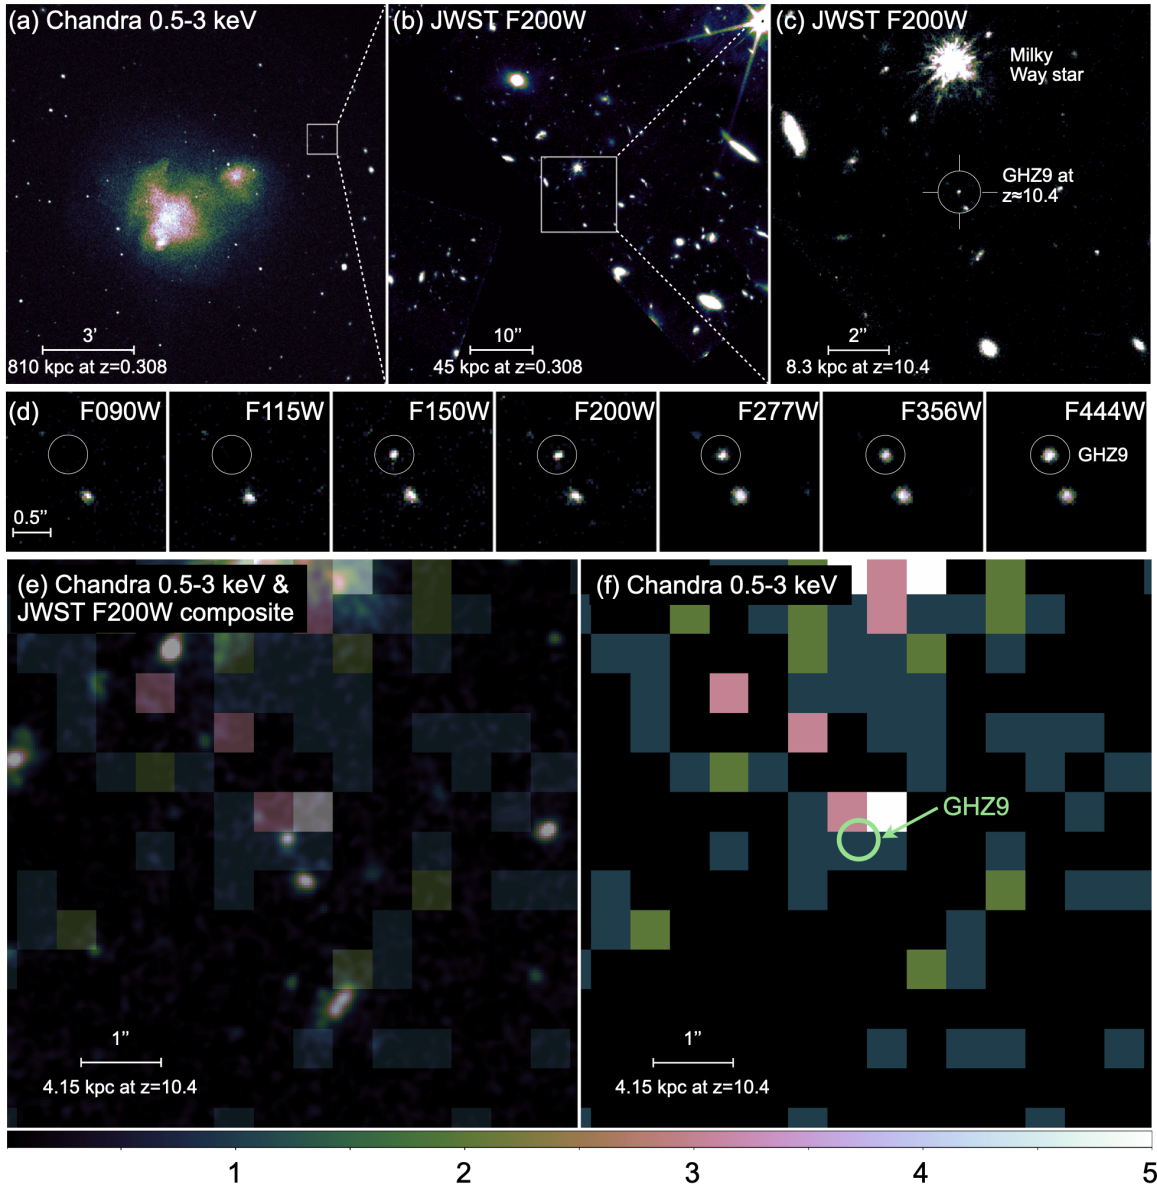 (a) Chandra 0.5-3 keV
3’
810 kpc at z=0.308
(b) JWST F200W
10”
45 kpc at z=0.308
(c) JWST F200W
Milky
Way star
GHZ9 at
z≈10.4
2”
8.3 kpc at z=10.4
(d)
F090W
0.5”
F115W
F150W
F200W
F277W
F356W
F444W
GHZ9
(e) Chandra 0.5-3 keV &
JWST F200W composite
1”
4.15 kpc at z=10.4
(f) Chandra 0.5-3 keV
GHZ9
1”
4.15 kpc at z=10.4
1 2 3 4 5